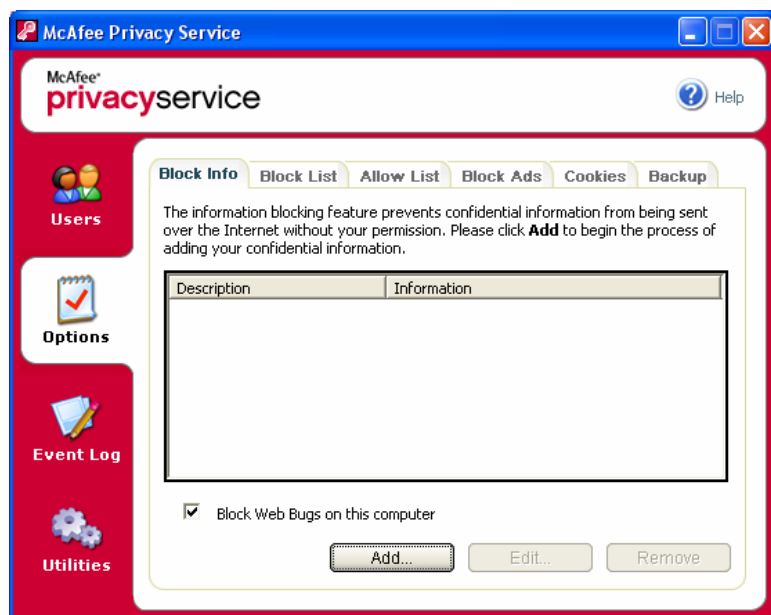 McAfee Privacy Service
McAfee®
privacyservice
Help
Users
Options
Event Log
Utilities
Block Info Block List Allow List Block Ads Cookies Backup
The information blocking feature prevents confidential information from being sent
over the Internet without your permission. Please click Add to begin the process of
adding your confidential information.
Description Information
Block Web Bugs on this computer
Add... Edit... Remove